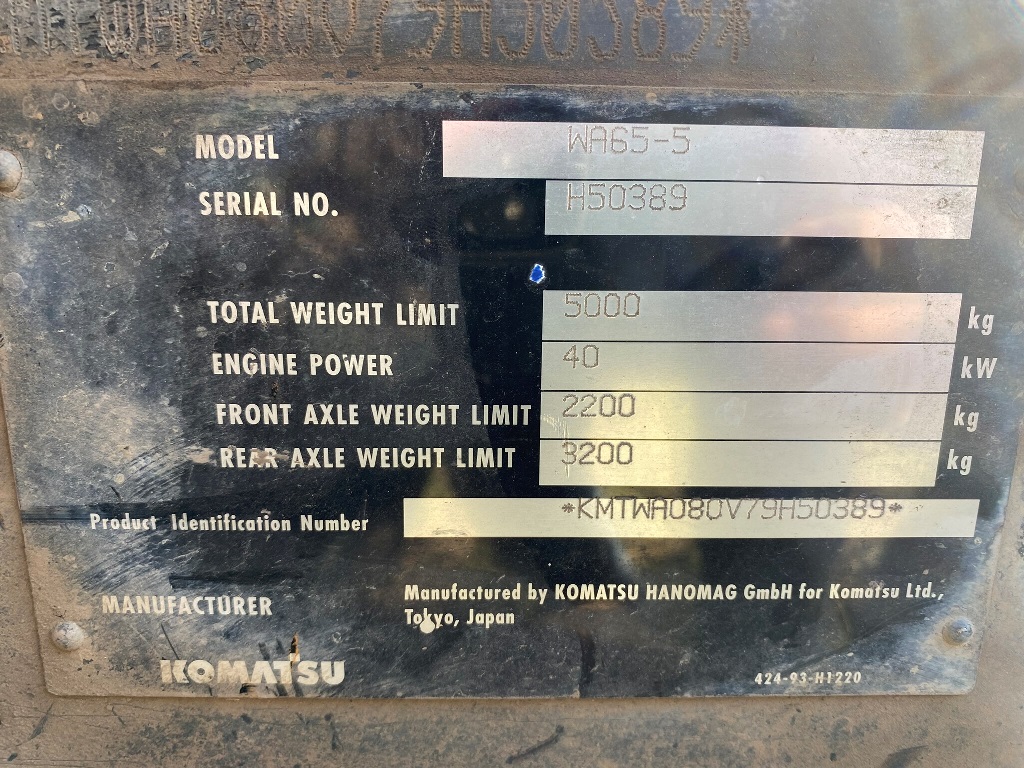 MODEL WA65-5
SERIAL NO. H50389
TOTAL WEIGHT LIMIT 5000 kg
ENGINE POWER 40 kW
FRONT AXLE WEIGHT LIMIT 2200 kg
REAR AXLE WEIGHT LIMIT 3200 kg
Product Identification Number *KMTWA080V79H50389*
MANUFACTURER Manufactured by KOMATSU HANOMAG GmbH for Komatsu Ltd.,
Tokyo, Japan
KOMATSU 424-93-H1220